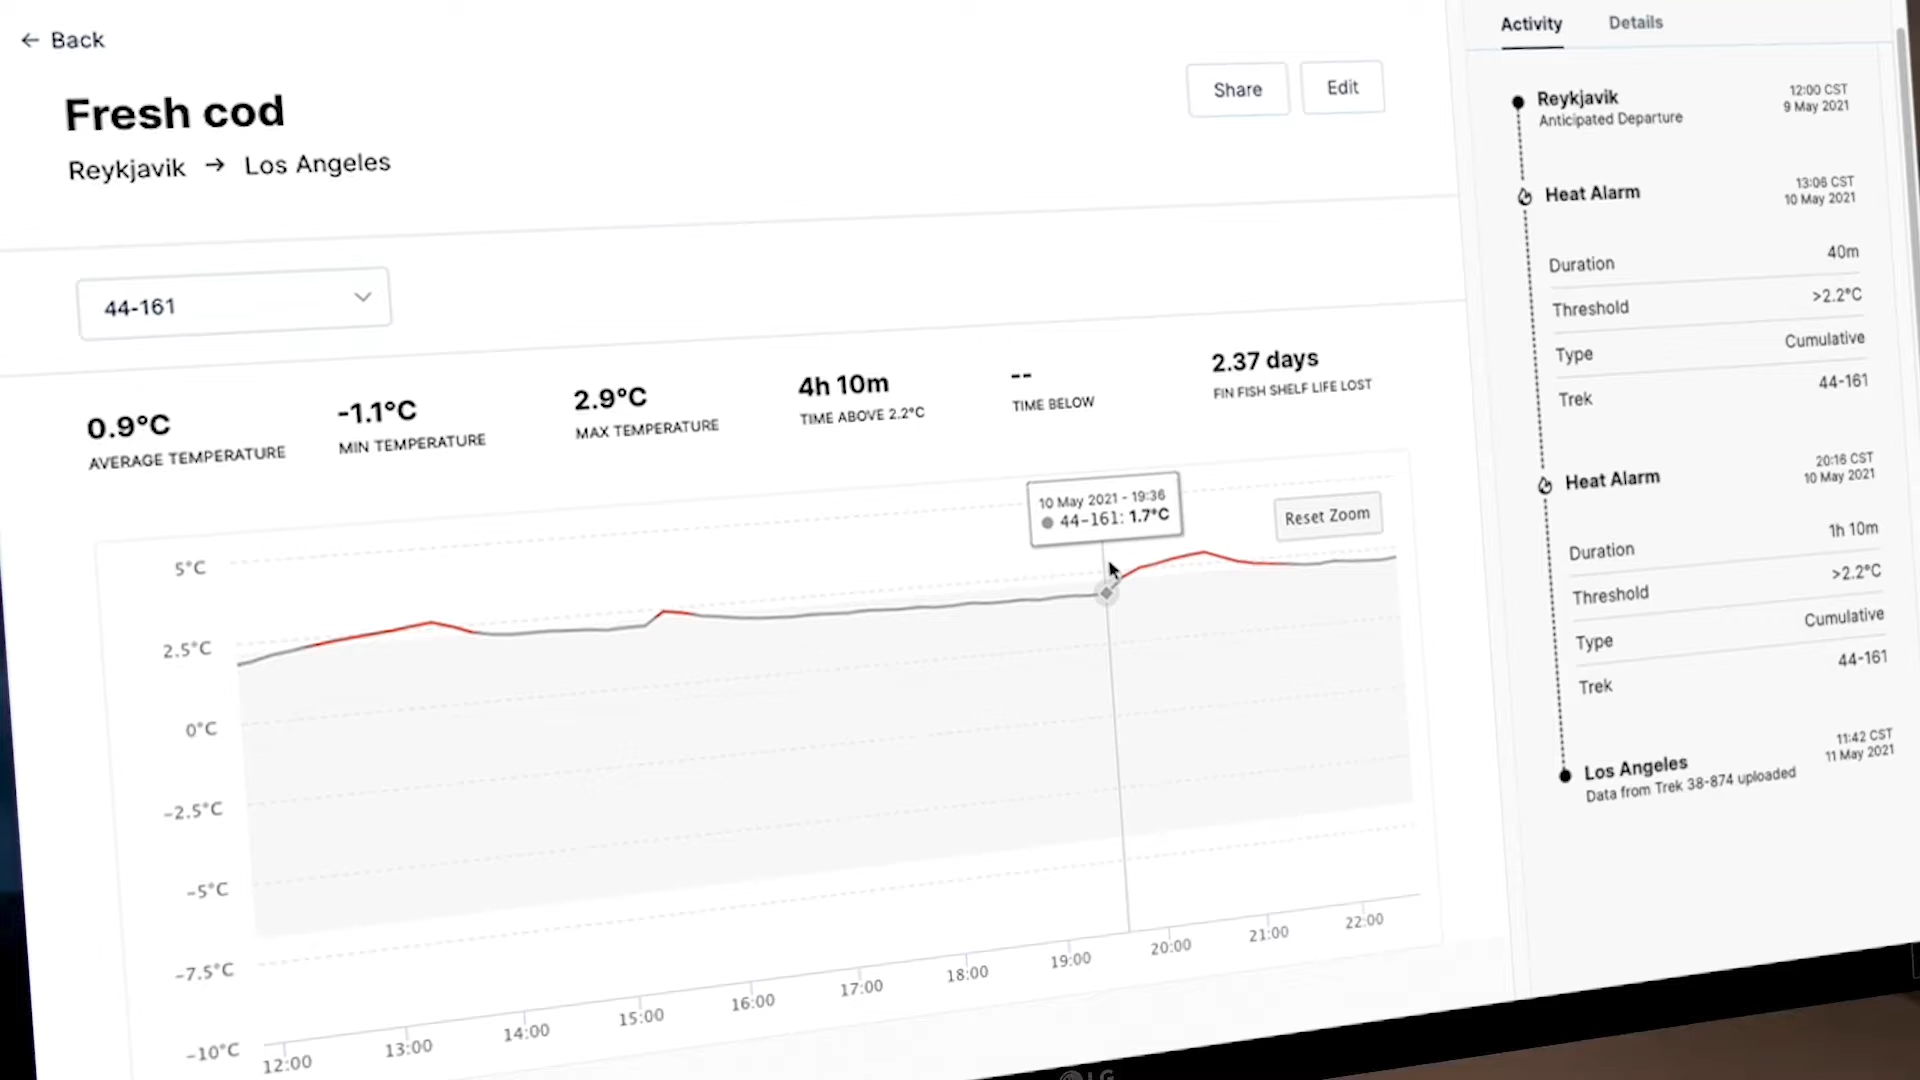 ← Back
Fresh cod
Reykjavik → Los Angeles
Share
Edit
44-161
0.9°C
AVERAGE TEMPERATURE
-1.1°C
MIN TEMPERATURE
2.9°C
MAX TEMPERATURE
4h 10m
TIME ABOVE 2.2°C
--
TIME BELOW
2.37 days
FIN FISH SHELF LIFE LOST
10 May 2021 - 19:36
44-161: 1.7°C
Reset Zoom
5°C
2.5°C
0°C
-2.5°C
-5°C
-7.5°C
-10°C
12:00
13:00
14:00
15:00
16:00
17:00
18:00
19:00
20:00
21:00
22:00
Activity
Details
Reykjavik
12:00 CST
Anticipated Departure
9 May 2021
Heat Alarm
13:06 CST
10 May 2021
Duration 40m
Threshold >2.2°C
Type Cumulative
Trek 44-161
Heat Alarm
20:16 CST
10 May 2021
Duration 1h 10m
Threshold >2.2°C
Type Cumulative
Trek 44-161
Los Angeles
11:42 CST
Data from Trek 38-874 uploaded
11 May 2021
LG